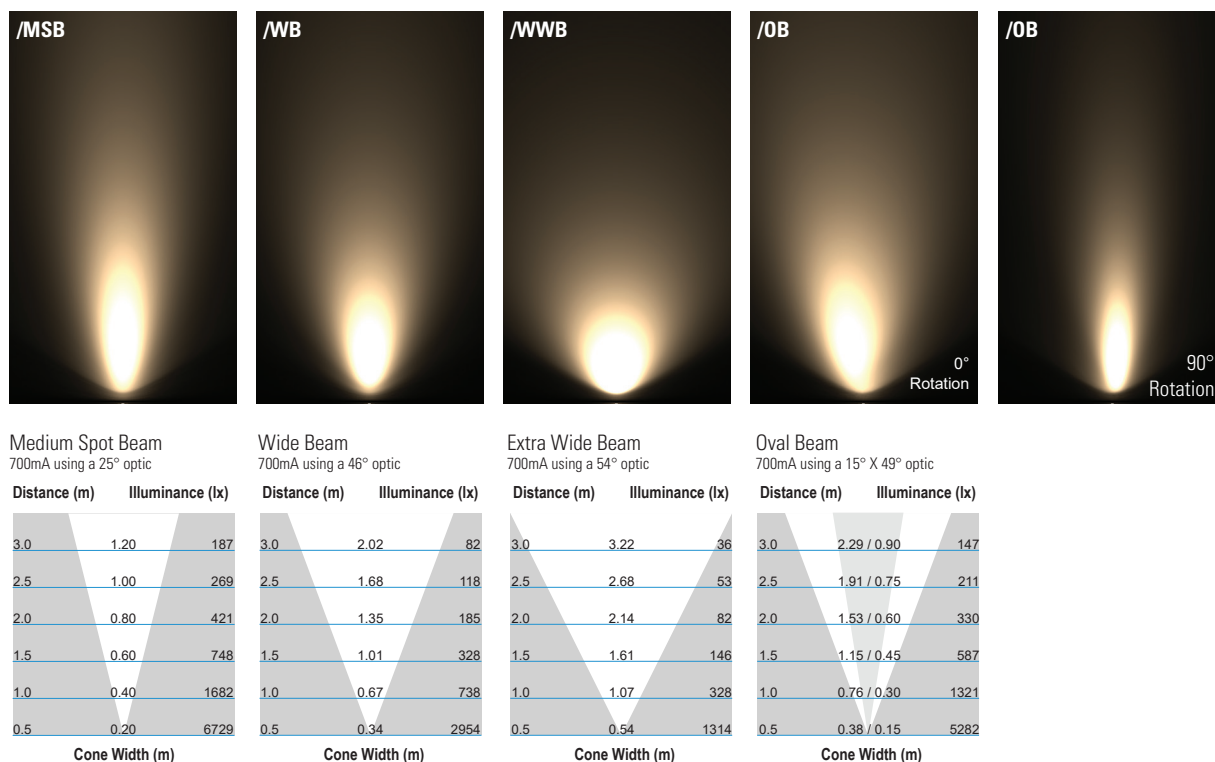 /MSB
/WB
/WWB
/OB
/OB
0°
Rotation
90°
Rotation
Medium Spot Beam
700mA using a 25° optic
Distance (m) Illuminance (lx)
3.0 1.20 187
2.5 1.00 269
2.0 0.80 421
1.5 0.60 748
1.0 0.40 1682
0.5 0.20 6729
Cone Width (m)
Wide Beam
700mA using a 46° optic
Distance (m) Illuminance (lx)
3.0 2.02 82
2.5 1.68 118
2.0 1.35 185
1.5 1.01 328
1.0 0.67 738
0.5 0.34 2954
Cone Width (m)
Extra Wide Beam
700mA using a 54° optic
Distance (m) Illuminance (lx)
3.0 3.22 36
2.5 2.68 53
2.0 2.14 82
1.5 1.61 146
1.0 1.07 328
0.5 0.54 1314
Cone Width (m)
Oval Beam
700mA using a 15° X 49° optic
Distance (m) Illuminance (lx)
3.0 2.29 / 0.90 147
2.5 1.91 / 0.75 211
2.0 1.53 / 0.60 330
1.5 1.15 / 0.45 587
1.0 0.76 / 0.30 1321
0.5 0.38 / 0.15 5282
Cone Width (m)